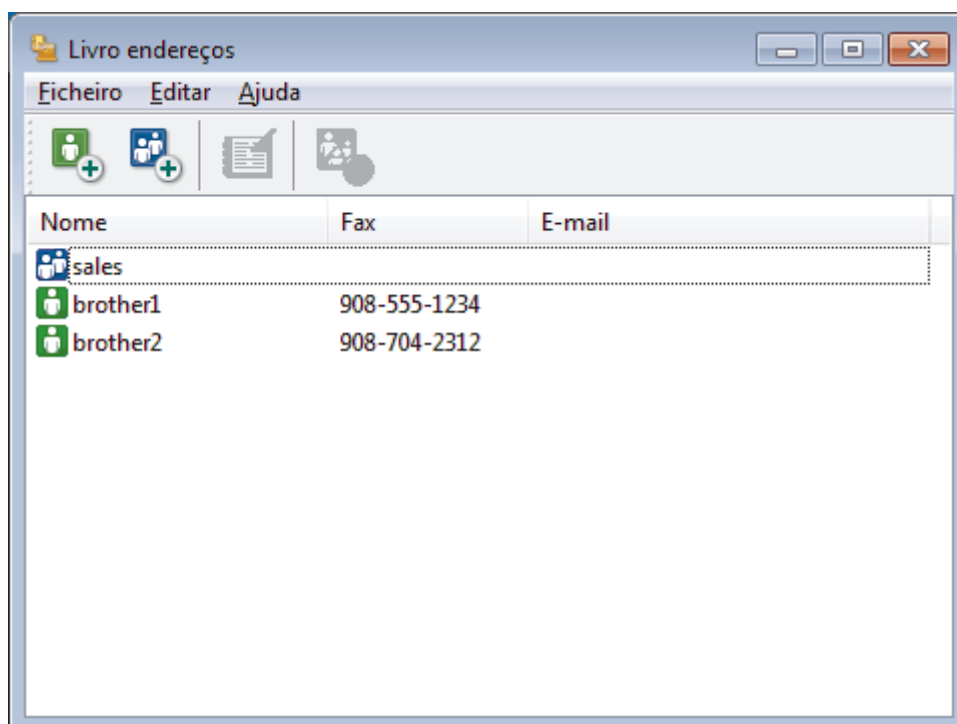 Livro endereços
Ficheiro Editar Ajuda
Nome Fax E-mail
sales
brother1 908-555-1234
brother2 908-704-2312